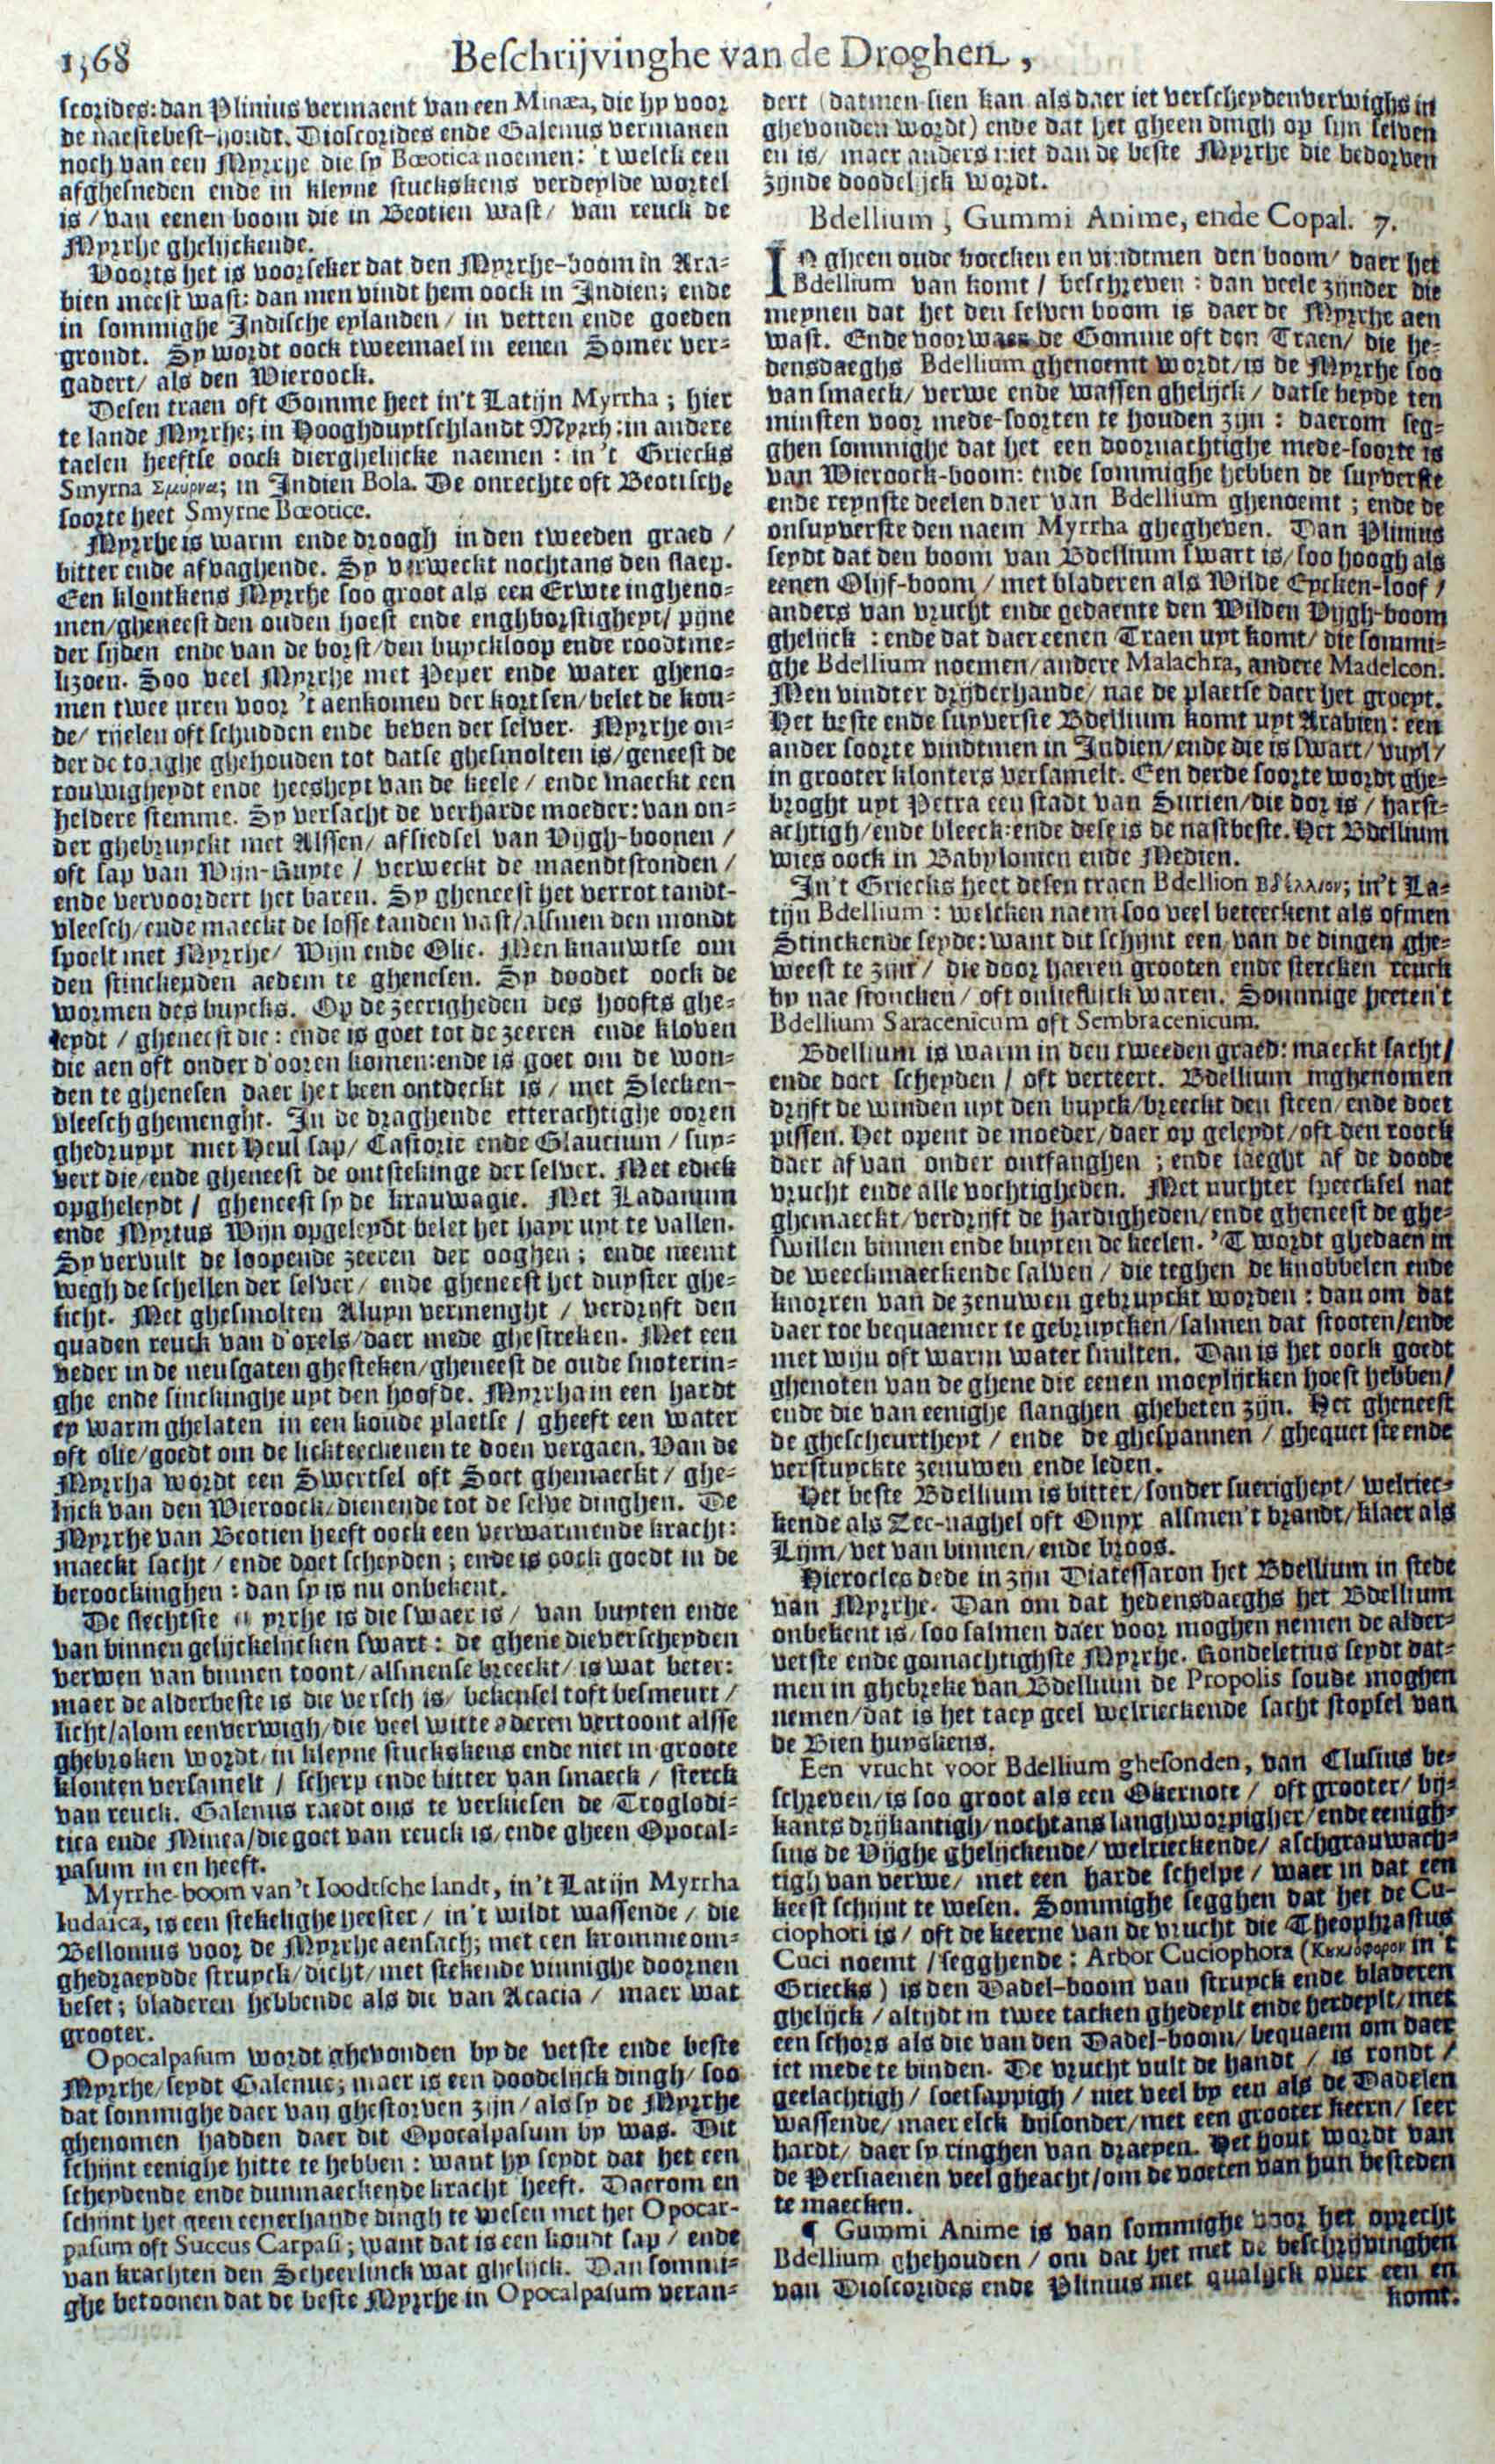 1368
Beſchrijvinghe van de Droghen,
ſcorides: dan Plinius vermaent van een Minæa, die hy voor
de naeſtebeſt-houdt. Dioſcorides ende Galenus vermanen
noch van een Myrrhe die ſy Bœotica noemen: 't welck een
afgheſneden ende in kleyne ſtuckskens verdeylde wortel
is / van eenen boom die in Beotien waſt / van reuck de
Myrrhe ghelijckende.
Voorts het is voorſeker dat den Myrrhe-boom in Ara-
bien meeſt waſt: dan men vindt hem oock in Indien; ende
in ſommighe Indiſche eylanden / in vetten ende goeden
grondt. Sy wordt oock tweemael in eenen Somer ver-
gadert / als den Wieroock.
Deſen traen oft Gomme heet in't Latijn Myrrha; hier
te lande Myrrhe; in Hooghduytſchlandt Myrrh: in andere
taelen heeftſe oock dierghelijcke naemen: in 't Griecks
Smyrna Σμυρνα; in Indien Bola. De onrechte oft Beotiſche
ſoorte heet Smyrne Bœotice.
Myrrhe is warm ende droogh in den tweeden graed /
bitter ende afvaghende. Sy verweckt nochtans den ſlaep.
Een klontkens Myrrhe ſoo groot als een Erwte ingheno-
men / gheneeſt den ouden hoeſt ende enghborſtigheyt / pijne
der ſijden ende van de borſt / den buyckloop ende roodtme-
lizoen. Soo veel Myrrhe met Peper ende water gheno-
men twee uren voor 't aenkomen der kortſen / belet de kou-
de / rijelen oft ſchudden ende beven der ſelver. Myrrhe on-
der de tonghe ghehouden tot datſe gheſmolten is / geneeſt de
rouwigheydt ende heesheyt van de keele / ende maeckt een
heldere ſtemme. Sy verſacht de verharde moeder: van on-
der ghebruyckt met Alſſen / afſiedſel van Vijgh-boonen /
oft ſap van Wijn-Ruyte / verweckt de maendtſtonden /
ende vervoordert het baren. Sy gheneeſt het verrot tandt-
vleeſch / ende maeckt de loſſe tanden vaſt / alſmen den mondt
ſpoelt met Myrrhe / Wijn ende Olie. Men knauwtſe om
den ſtinckenden aedem te gheneſen. Sy doodet oock de
wormen des buycks. Op de zeerigheden des hoofts ghe-
leydt / gheneeſt die: ende is goet tot de zeeren ende kloven
die aen oft onder d'ooren komen: ende is goet om de won-
den te gheneſen daer het been ontdeckt is / met Slecken-
vleeſch ghemenght. In de draghende etterachtighe ooren
ghedruypt met Heul ſap / Caſtorie ende Glaucium / ſuy-
vert die / ende gheneeſt de ontſtekinge der ſelver. Met edick
opgheleydt / gheneeſt ſy de krauwagie. Met Ladanum
ende Myrtus Wijn opgeleydt belet het hayr uyt te vallen.
Sy vervult de loopende zeeren der ooghen; ende neemt
wegh de ſchellen der ſelver / ende gheneeſt het duyſter ghe-
ſicht. Met gheſmolten Aluyn vermenght / verdrijft den
quaden reuck van d'oxels / daer mede gheſtreken. Met een
veder in de neuſgaten gheſteken / gheneeſt de oude ſnoterin-
ghe ende ſinckinghe uyt den hoofde. Myrrha in een hardt
ey warm ghelaten in een koude plaetſe / gheeft een water
oft olie / goedt om de lickteeckenen te doen vergaen. Van de
Myrrha wordt een Swertſel oft Soet ghemaeckt / ghe-
lijck van den Wieroock / dienende tot de ſelve dinghen. De
Myrrhe van Beotien heeft oock een verwarmende kracht:
maeckt ſacht / ende doet ſcheyden; ende is oock goedt in de
beroockinghen: dan ſy is nu onbekent.
De ſlechtſte yrrhe is die ſwaer is / van buyten ende
van binnen gelijckelijcken ſwart: de ghene die verſcheyden
verwen van binnen toont / alſmenſe breeckt / is wat beter:
maer de alderbeſte is die verſch is / bekenſelt oft beſmeurt /
licht / alom eenverwigh / die veel witte aderen vertoont alſſe
ghebroken wordt / in kleyne ſtuckskens ende niet in groote
klonten verſamelt / ſcherp ende bitter van ſmaeck / ſterck
van reuck. Galenus raedt ons te verkieſen de Troglodi-
tica ende Minea / die goet van reuck is / ende gheen Opocal-
paſum in en heeft.
Myrrhe-boom van 't Ioodtſche landt, in 't Latijn Myrrha
Iudaica, is een ſtekelighe heeſter / in 't wildt waſſende / die
Bellonius voor de Myrrhe aenſach; met een kromme om-
ghedraeydde ſtruyck / dicht / met ſtekende vinnighe doornen
beſet; bladeren hebbende als die van Acacia / maer wat
grooter.
Opocalpaſum wordt ghevonden by de vetſte ende beſte
Myrrhe / ſeydt Galenus; maer is een doodelijck dingh / ſoo
dat ſommighe daer van gheſtorven zijn / als ſy de Myrrhe
ghenomen hadden daer dit Opocalpaſum by was. Dit
ſchijnt eenighe hitte te hebben: want hy ſeydt dat het een
ſcheydende ende dunmaeckende kracht heeft. Daerom en
ſchijnt het geen eenerhande dingh te weſen met het Opocar-
paſum oft Succus Carpaſi; want dat is een koudt ſap / ende
van krachten den Scheerlinck wat ghelijck. Dan ſommi-
ghe betoonen dat de beſte Myrrhe in Opocalpaſum veran-
dert (datmen ſien kan als daer iet verſcheydenverwighs in
ghevonden wordt) ende dat het gheen dingh op ſijn ſelven
en is / maer anders niet dan de beſte Myrrhe die bedorven
zijnde doodelijck wordt.
Bdellium, Gummi Anime, ende Copal. 7.
IN gheen oude boecken en vindtmen den boom / daer het
Bdellium van komt / beſchreven: dan veele zijnder die
meynen dat het den ſelven boom is daer de Myrrhe aen
waſt. Ende voorwaer de Gomme oft den Traen / die he-
densdaeghs Bdellium ghenoemt wordt / is de Myrrhe ſoo
van ſmaeck / verwe ende waſſen ghelijck / datſe beyde ten
minſten voor mede-ſoorten te houden zijn: daerom ſeg-
ghen ſommighe dat het een doornachtighe mede-ſoorte is
van Wieroock-boom: ende ſommighe hebben de ſuyverſte
ende reynſte deelen daer van Bdellium ghenoemt; ende de
onſuyverſte den naem Myrrha ghegheven. Dan Plinius
ſeydt dat den boom van Bdellium ſwart is / ſoo hoogh als
eenen Olijf-boom / met bladeren als Wilde Eycken-loof /
anders van vrucht ende gedaente den Wilden Vijgh-boom
ghelijck: ende dat daer eenen Traen uyt komt / die ſommi-
ghe Bdellium noemen / andere Malachra, andere Madelcon.
Men vindter drijderhande / nae de plaetſe daer het groeyt.
Het beſte ende ſuyverſte Bdellium komt uyt Arabien: een
ander ſoorte vindtmen in Indien / ende die is ſwart / vuyl /
in grooter klonters verſamelt. Een derde ſoorte wordt ghe-
broght uyt Petra een ſtadt van Surien / die dor is / harſt-
achtigh / ende bleeck: ende deſe is de naſtbeſte. Het Bdellium
wies oock in Babylonien ende Medien.
In't Griecks heet deſen traen Bdellion Βδέλλιον; in't La-
tijn Bdellium: welcken naem ſoo veel beteeckent als ofmen
Stinckende ſeyde: want dit ſchijnt een van de dingen ghe-
weeſt te zijn / die door haeren grooten ende ſtercken reuck
by nae ſtoncken / oft onlieflijck waren. Sommige heeten't
Bdellium Saracenicum oft Sembracenicum.
Bdellium is warm in den tweeden graed: maeckt ſacht /
ende doet ſcheyden / oft verteert. Bdellium inghenomen
drijft de winden uyt den buyck / breeckt den ſteen / ende doet
piſſen. Het opent de moeder / daer op geleydt / oft den roock
daer af van onder ontfanghen; ende jaeght af de doode
vrucht ende alle vochtigheden. Met nuchter ſpeeckſel nat
ghemaeckt / verdrijft de hardigheden / ende gheneeſt de ghe-
ſwillen binnen ende buyten de keelen. 'T wordt ghedaen in
de weeckmaeckende ſalven / die teghen de knobbelen ende
knorren van de zenuwen gebruyckt worden: dan om dat
daer toe bequaemer te gebruycken / ſalmen dat ſtooten / ende
met wijn oft warm water ſmilten. Dan is het oock goedt
ghenoten van de ghene die eenen moeylijcken hoeſt hebben /
ende die van eenighe ſlanghen ghebeten zijn. Het gheneeſt
de gheſcheurtheyt / ende de gheſpannen / ghequetſte ende
verſtuyckte zenuwen ende leden.
Het beſte Bdellium is bitter / ſonder ſuerigheyt / welriec-
kende als Zee-naghel oft Onyx alſmen't brandt / klaer als
Lijm / vet van binnen / ende broos.
Hierocles dede in zijn Diateſſaron het Bdellium in ſtede
van Myrrhe. Dan om dat hedensdaeghs het Bdellium
onbekent is / ſoo ſalmen daer voor moghen nemen de alder-
vetſte ende gomachtighſte Myrrhe. Rondeletius ſeydt dat-
men in ghebreke van Bdellium de Propolis ſoude moghen
nemen / dat is het taey geel welrieckende ſacht ſtopſel van
de Bien huyskens.
Een vrucht voor Bdellium gheſonden, van Cluſius be-
ſchreven / is ſoo groot als een Okernote / oft grooter / bij-
kants drijkantigh / nochtans langhworpigher / ende eenigh-
ſins de Vijghe ghelijckende / welrieckende / aſchgrauwach-
tigh van verwe / met een harde ſchelpe / waer in dat een
keeſt ſchijnt te weſen. Sommighe ſegghen dat het de Cu-
ciophori is / oft de keerne van de vrucht die Theophraſtus
Cuci noemt / ſegghende: Arbor Cuciophora (Κυκιοφορον in 't
Griecks) is den Dadel-boom van ſtruyck ende bladeren
ghelijck / altijdt in twee tacken ghedeylt ende herdeylt / met
een ſchors als die van den Dadel-boom / bequaem om daer
iet mede te binden. De vrucht vult de handt / is rondt /
geelachtigh / ſoetſappigh / niet veel by een als de Dadelen
waſſende / maer elck byſonder / met een grooter keern / ſeer
hardt / daer ſy ringhen van draeyen. Het hout wordt van
de Perſiaenen veel gheacht / om de voeten van hun beſteden
te maecken.
¶ Gummi Anime is van ſommighe voor het oprecht
Bdellium ghehouden / om dat het met de beſchrijvinghen
van Dioſcorides ende Plinius niet qualijck over een en
komt.